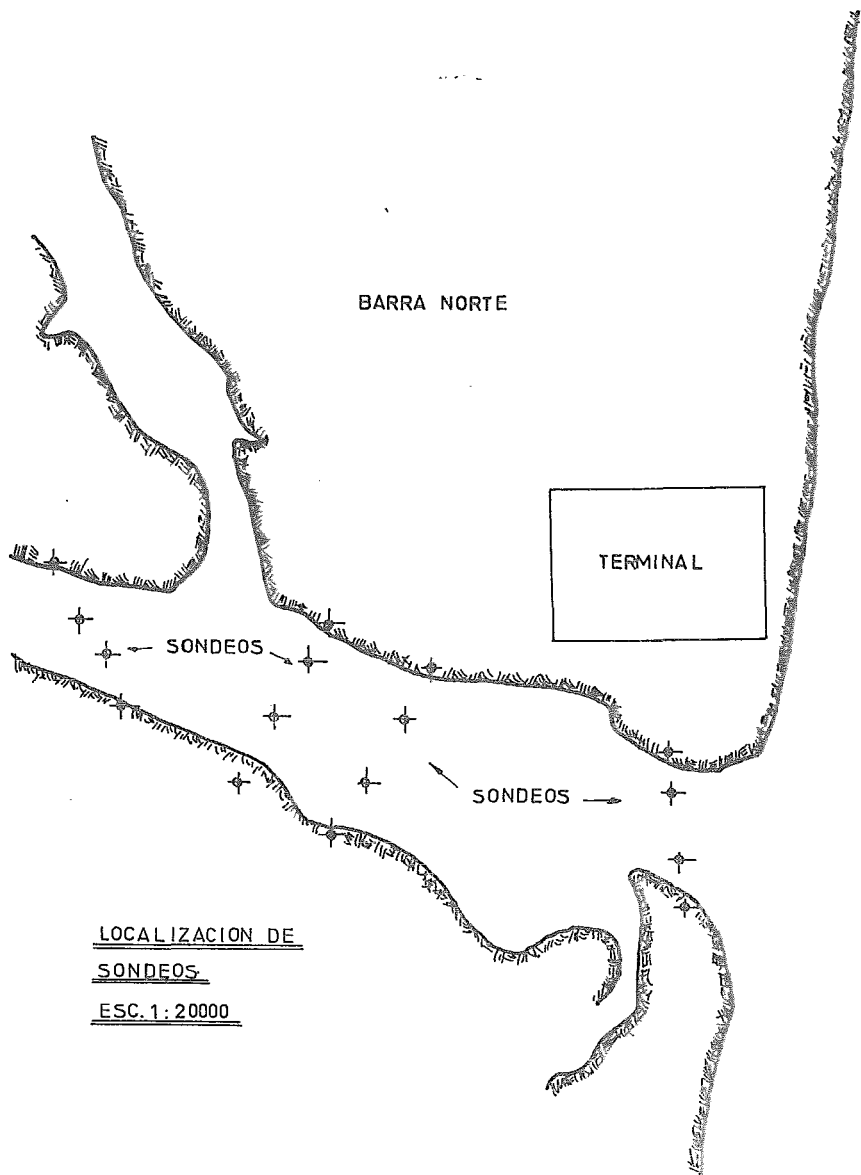 BARRA NORTE
TERMINAL
SONDEOS
SONDEOS
LOCALIZACION DE
SONDEOS
ESC. 1:20000